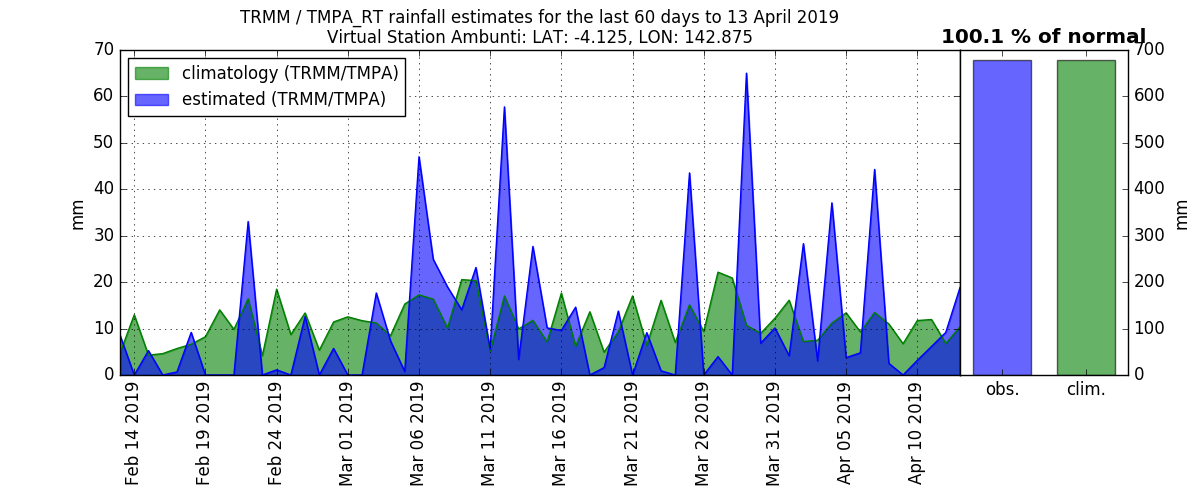 TRMM / TMPA_RT rainfall estimates for the last 60 days to 13 April 2019
Virtual Station Ambunti: LAT: -4.125, LON: 142.875
100.1 % of normal
climatology (TRMM/TMPA)
estimated (TRMM/TMPA)
70
60
50
40
30
20
10
0
mm
700
600
500
400
300
200
100
0
mm
obs.
clim.
Feb 14 2019
Feb 19 2019
Feb 24 2019
Mar 01 2019
Mar 06 2019
Mar 11 2019
Mar 16 2019
Mar 21 2019
Mar 26 2019
Mar 31 2019
Apr 05 2019
Apr 10 2019